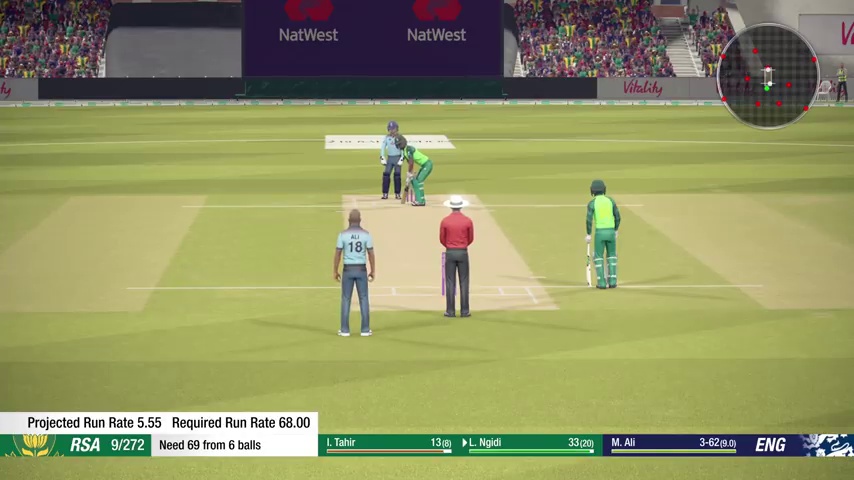 NatWest
NatWest
Vitality
ALI
18
Projected Run Rate 5.55 Required Run Rate 68.00
RSA 9/272 Need 69 from 6 balls
I. Tahir 13(8) L. Ngidi 33(20) M. Ali 3-62(9.0) ENG